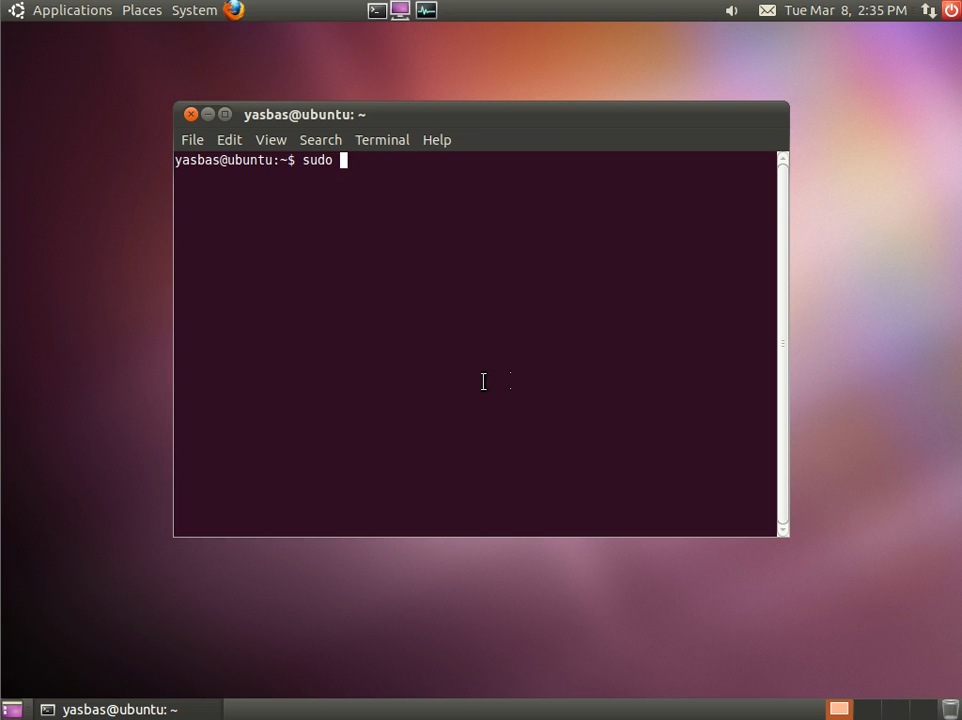 Applications Places System
Tue Mar 8, 2:35 PM
yasbas@ubuntu: ~
File Edit View Search Terminal Help
yasbas@ubuntu:~$ sudo
yasbas@ubuntu: ~